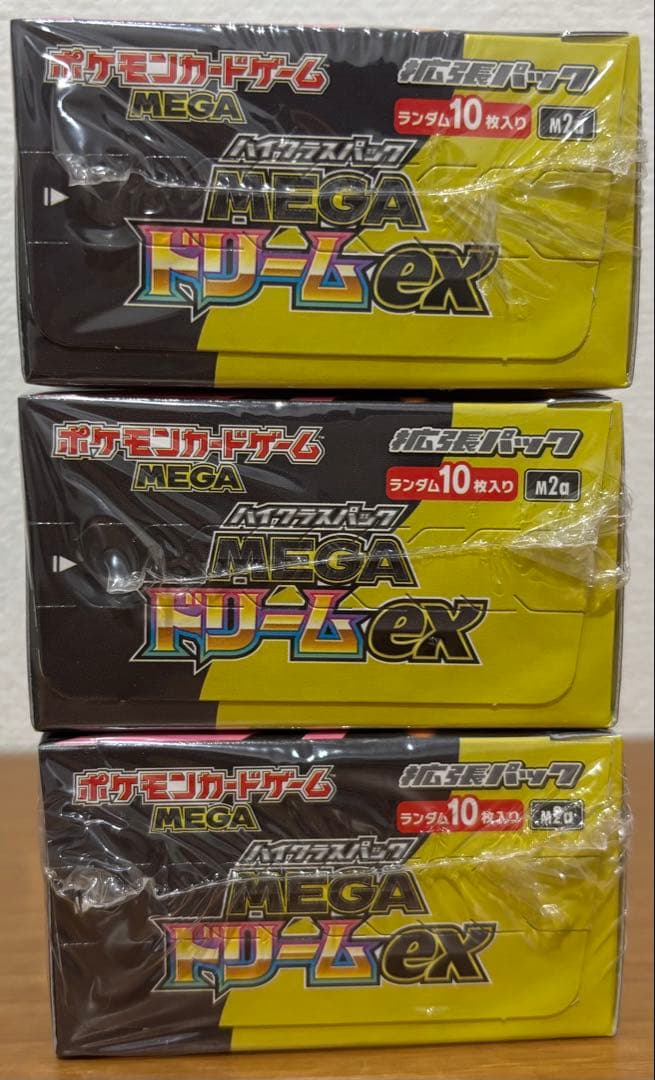 ポケモンカードゲーム
MEGA
拡張パック
ランダム10枚入り
M2a
ハイクラスパック
MEGA
ドリームex
ポケモンカードゲーム
MEGA
拡張パック
ランダム10枚入り
M2a
ハイクラスパック
MEGA
ドリームex
ポケモンカードゲーム
MEGA
拡張パック
ランダム10枚入り
M2a
ハイクラスパック
MEGA
ドリームex